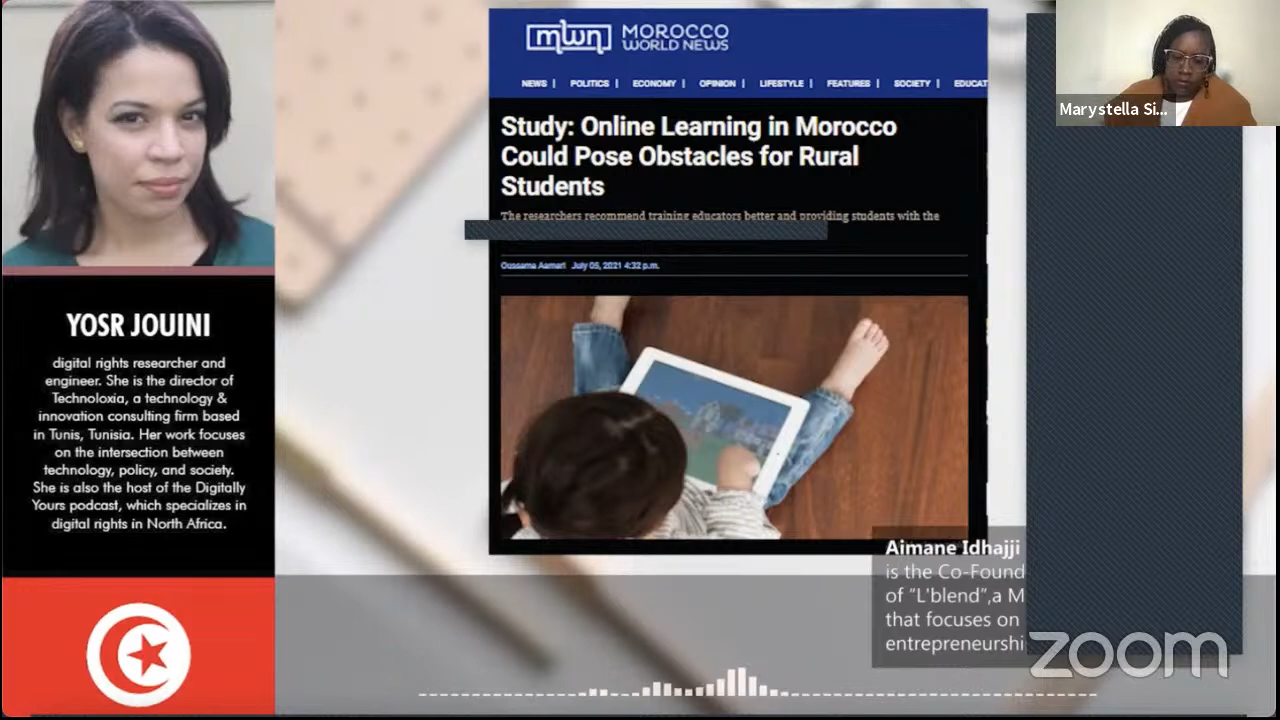 YOSR JOUINI
digital rights researcher and
engineer. She is the director of
Technoloxia, a technology &
innovation consulting firm based
in Tunis, Tunisia. Her work focuses
on the intersection between
technology, policy, and society.
She is also the host of the Digitally
Yours podcast, which specializes in
digital rights in North Africa.
mwn MOROCCO
WORLD NEWS
NEWS | POLITICS | ECONOMY | OPINION | LIFESTYLE | FEATURES | SOCIETY | EDUCAT
Study: Online Learning in Morocco
Could Pose Obstacles for Rural
Students
The researchers recommend training educators better and providing students with the
Oussama Aamari July 05, 2021 4:32 p.m.
Aimane Idhajji
is the Co-Found
of "L'blend",a M
that focuses on
entrepreneurshi
Marystella Si...
zoom